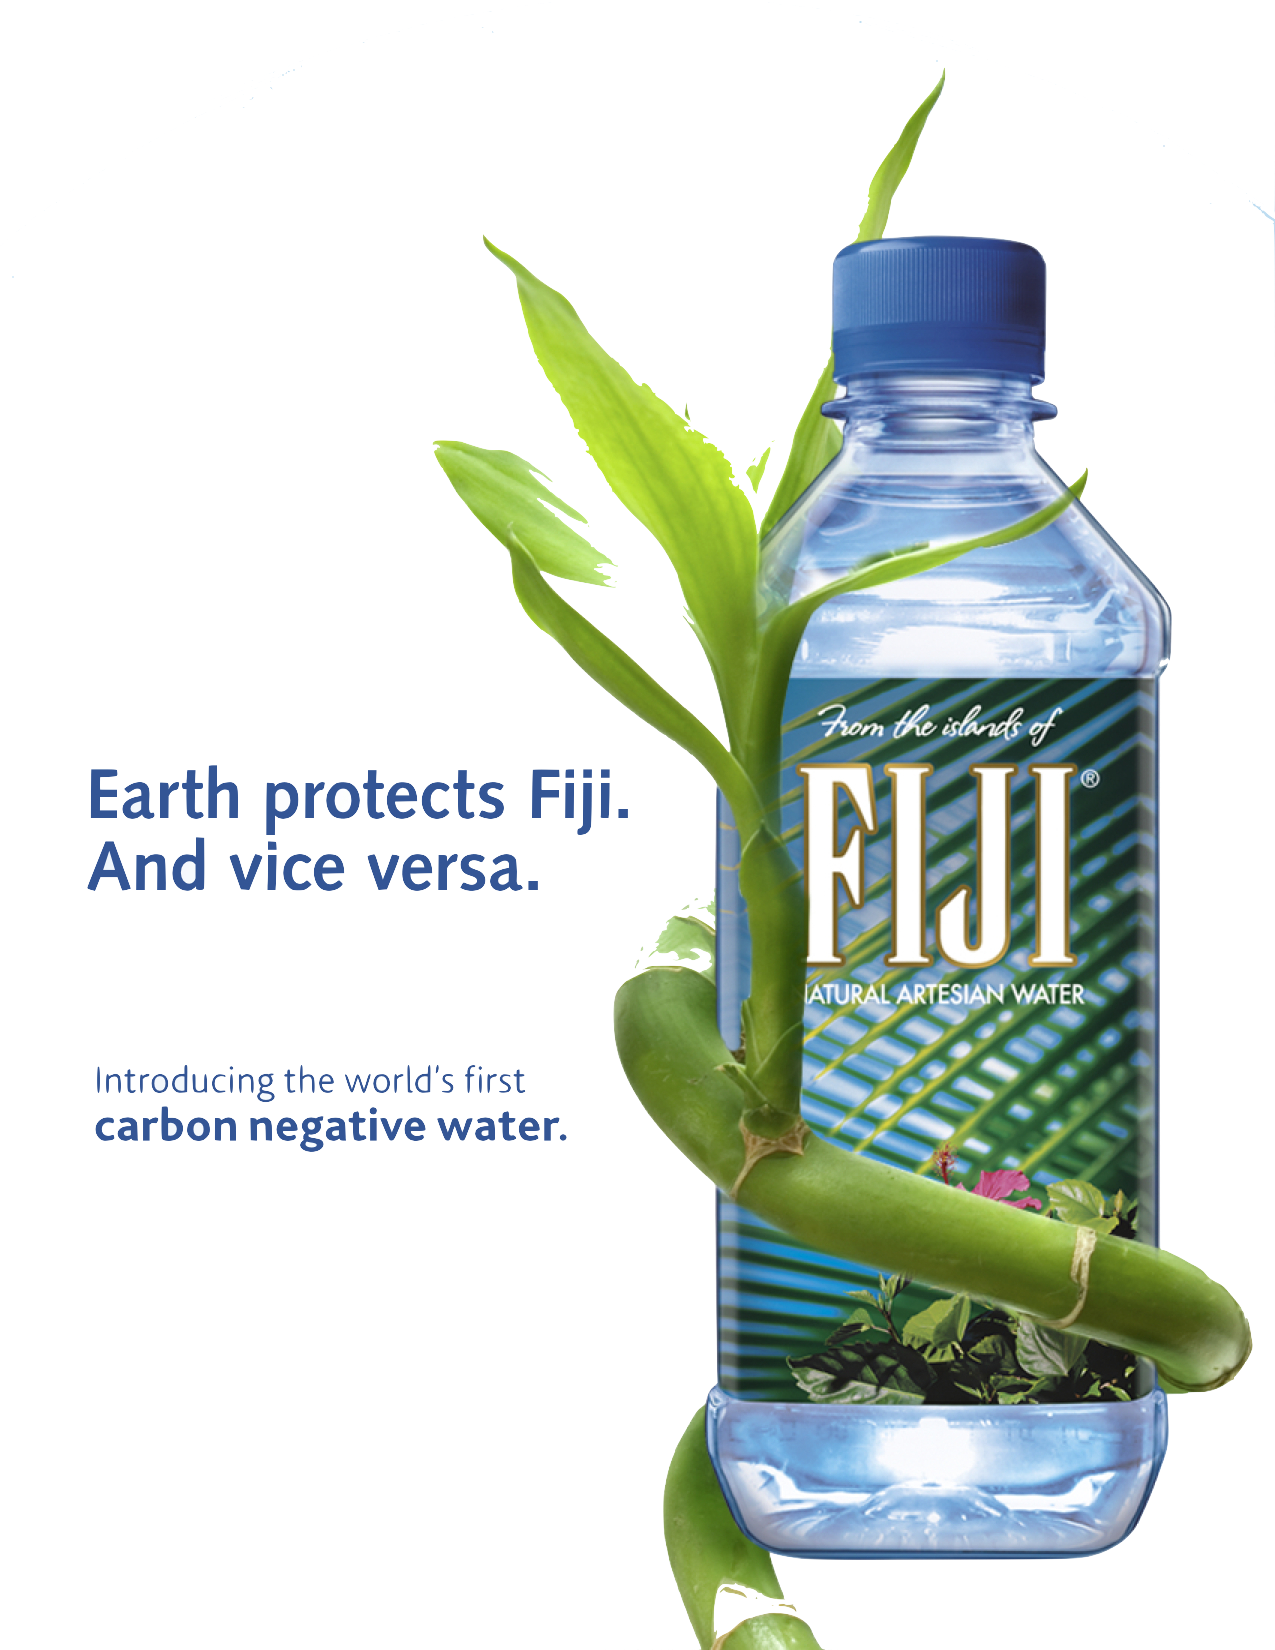 From the islands of
FIJI®
NATURAL ARTESIAN WATER
Earth protects Fiji.
And vice versa.
Introducing the world's first
carbon negative water.